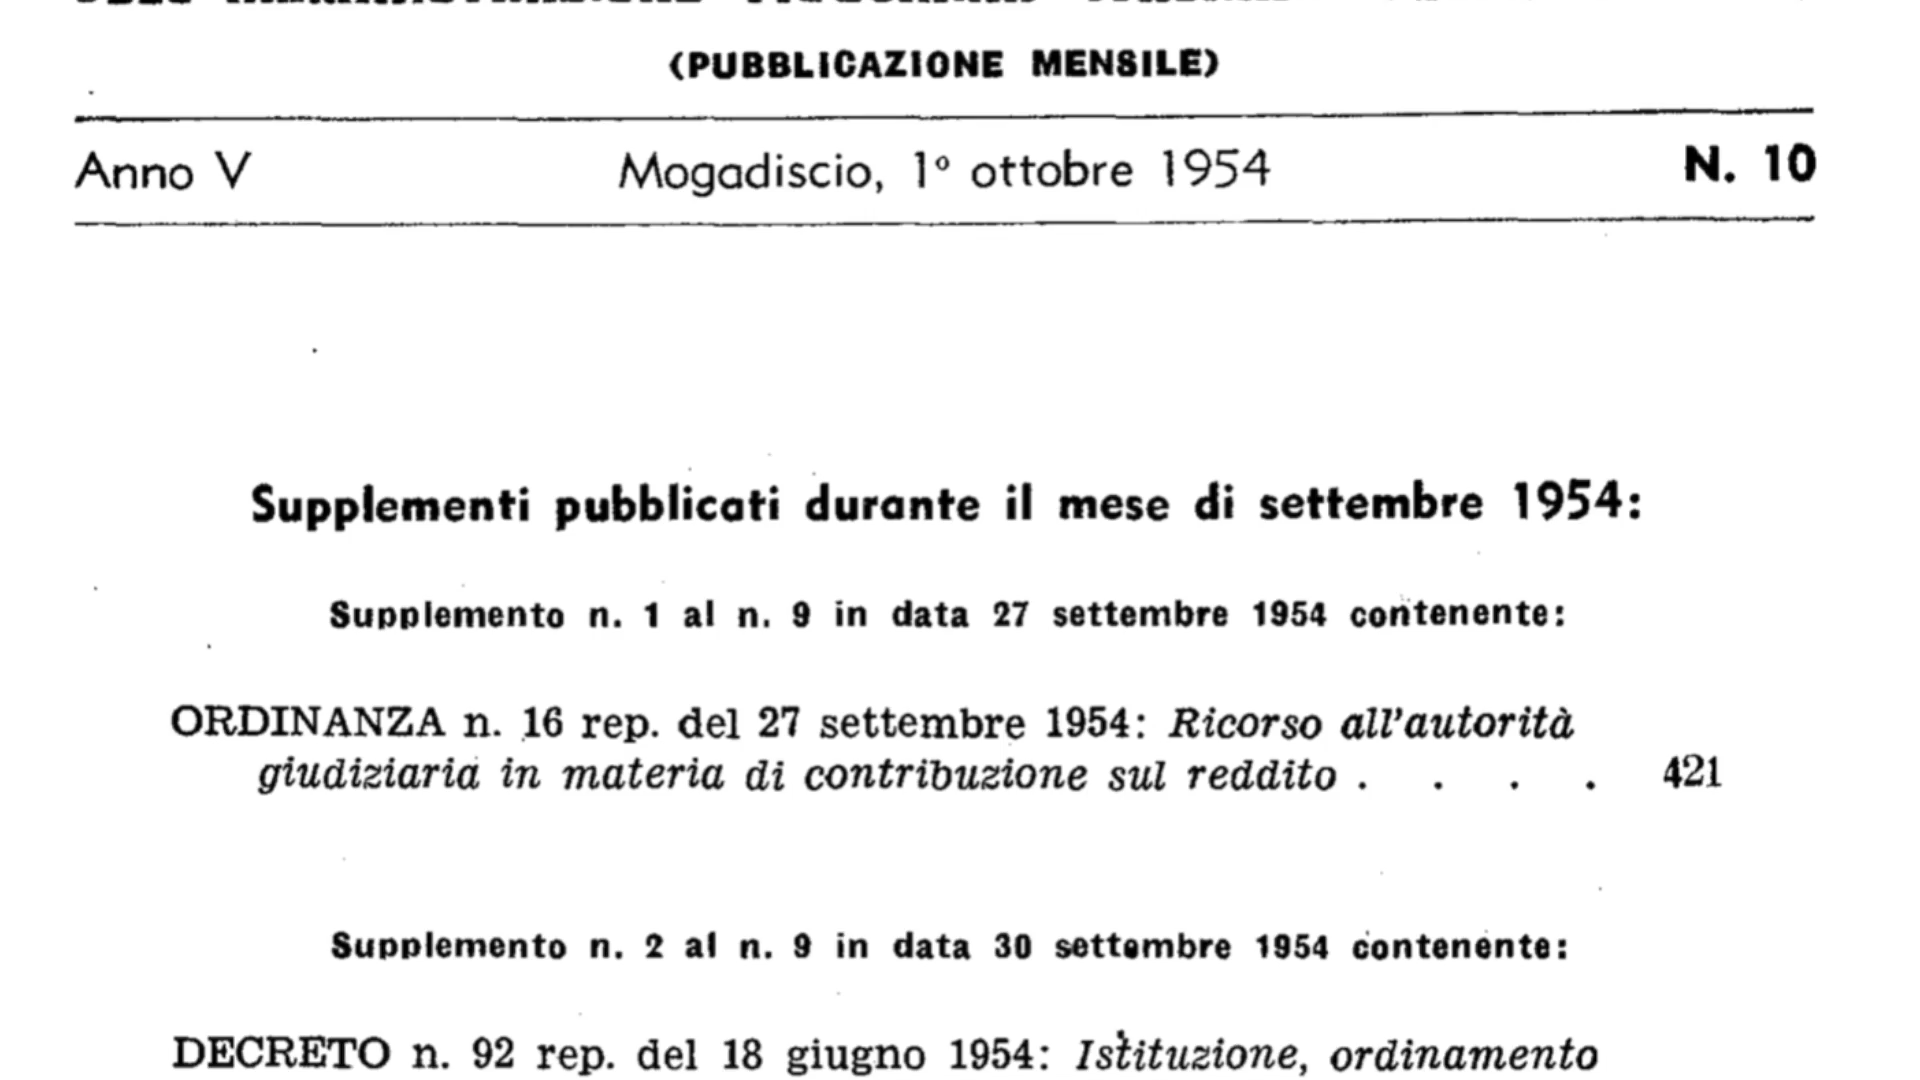 (PUBBLICAZIONE MENSILE)
Anno V Mogadiscio, 1° ottobre 1954 N. 10
Supplementi pubblicati durante il mese di settembre 1954:
Supplemento n. 1 al n. 9 in data 27 settembre 1954 contenente:
ORDINANZA n. 16 rep. del 27 settembre 1954: Ricorso all'autorità
giudiziaria in materia di contribuzione sul reddito . . . . 421
Supplemento n. 2 al n. 9 in data 30 settembre 1954 contenente:
DECRETO n. 92 rep. del 18 giugno 1954: Istituzione, ordinamento